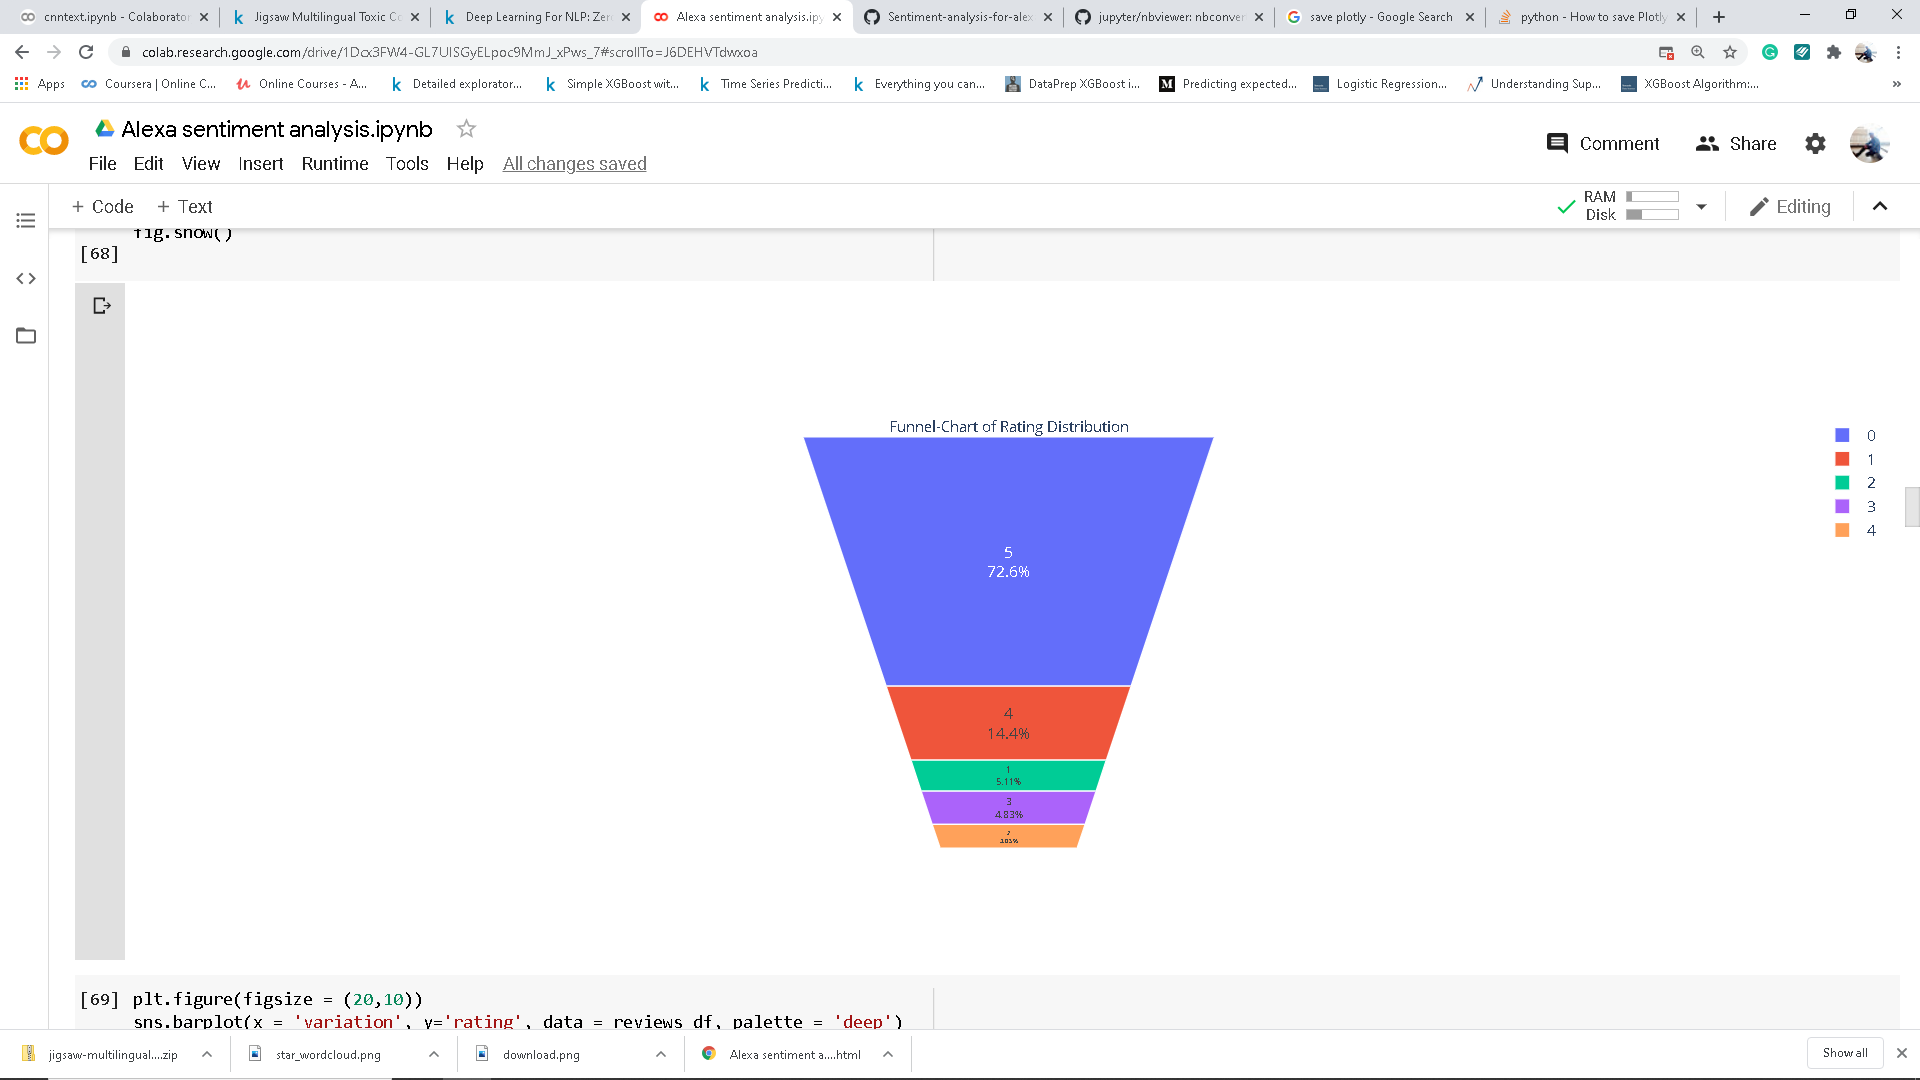 cnntext.ipynb - Colaborator
Jigsaw Multilingual Toxic Co
Deep Learning For NLP: Zer
Alexa sentiment analysis.ipy
Sentiment-analysis-for-alex
jupyter/nbviewer: nbconver
save plotly - Google Search
python - How to save Plotly
colab.research.google.com/drive/1Dcx3FW4-GL7UlSGyELpoc9MmJ_xPws_7#scrollTo=J6DEHVTdwxoa
Apps
Coursera | Online C...
Online Courses - A...
Detailed explorator...
Simple XGBoost wit...
Time Series Predicti...
Everything you can...
DataPrep XGBoost i...
Predicting expected...
Logistic Regression...
Understanding Sup...
XGBoost Algorithm:...
»
Alexa sentiment analysis.ipynb
Comment
Share
File Edit View Insert Runtime Tools Help All changes saved
+ Code + Text
RAM
Disk
Editing
fig.show()
[68]
Funnel-Chart of Rating Distribution
0
1
2
3
4
5
72.6%
4
14.4%
1
5.11%
3
4.83%
2
3.05%
[69] plt.figure(figsize = (20,10))
sns.barplot(x = 'variation', y='rating', data = reviews_df, palette = 'deep')
jigsaw-multilingual....zip
star_wordcloud.png
download.png
Alexa sentiment a....html
Show all